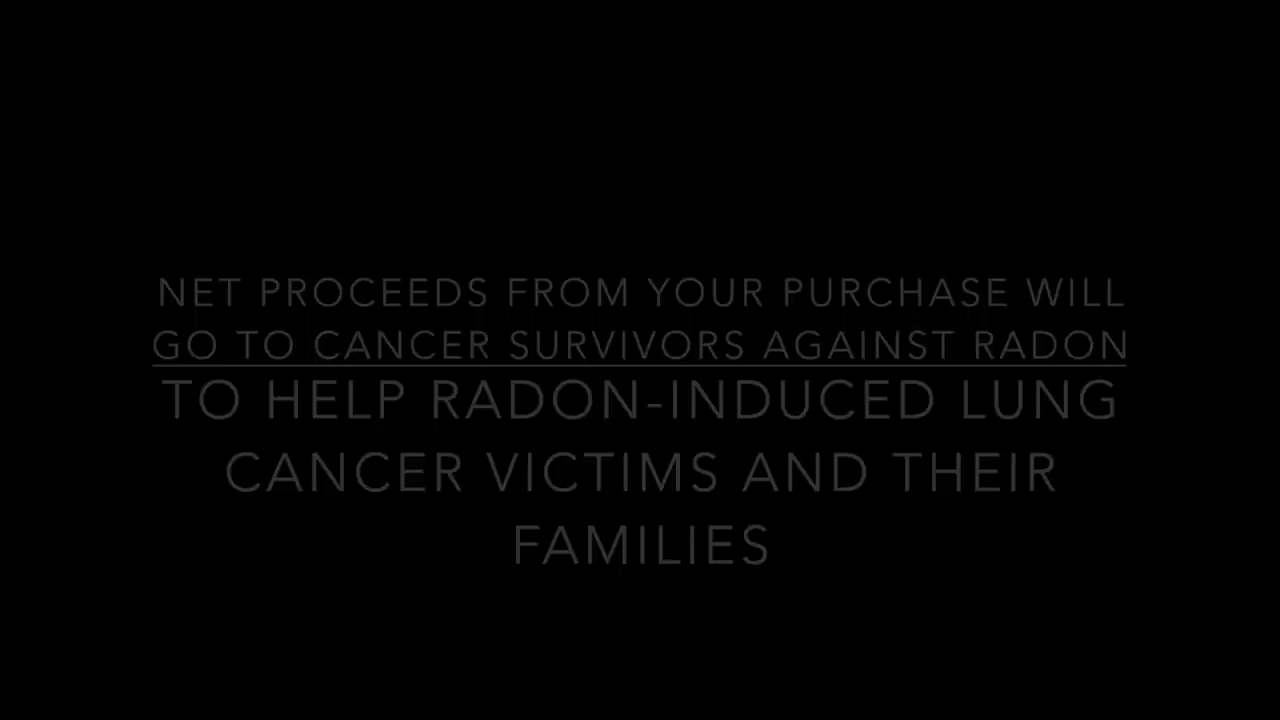 NET PROCEEDS FROM YOUR PURCHASE WILL
GO TO CANCER SURVIVORS AGAINST RADON
TO HELP RADON-INDUCED LUNG
CANCER VICTIMS AND THEIR
FAMILIES